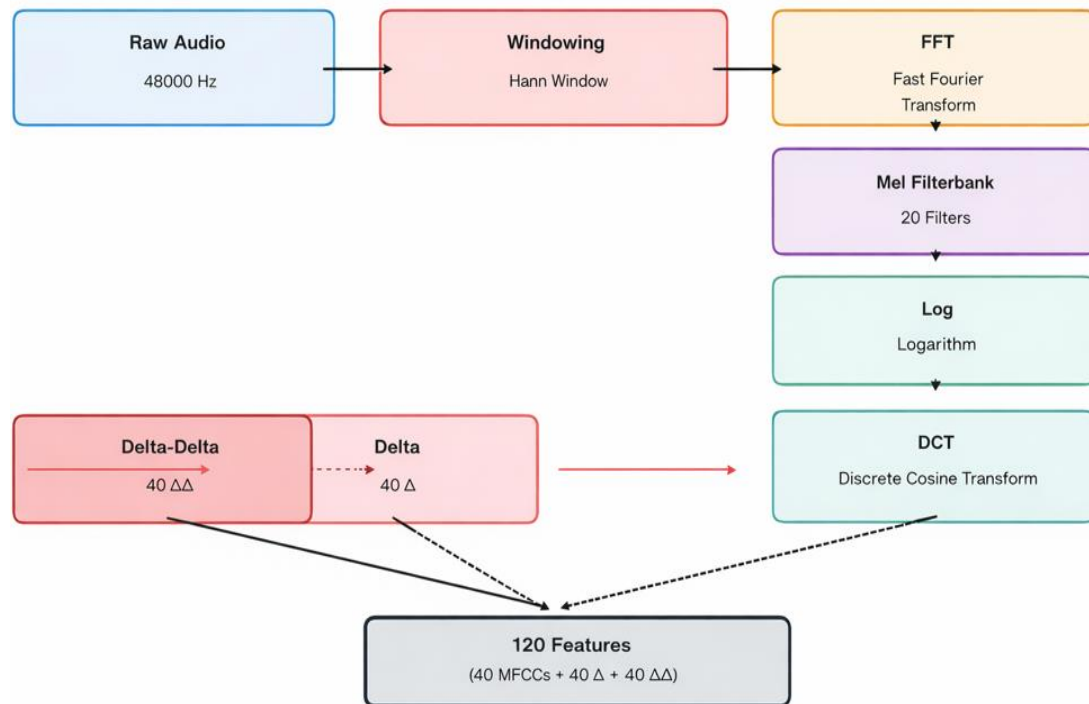 Raw Audio
48000 Hz
Windowing
Hann Window
FFT
Fast Fourier
Transform
Mel Filterbank
20 Filters
Log
Logarithm
Delta-Delta
40 ΔΔ
Delta
40 Δ
DCT
Discrete Cosine Transform
120 Features
(40 MFCCs + 40 Δ + 40 ΔΔ)